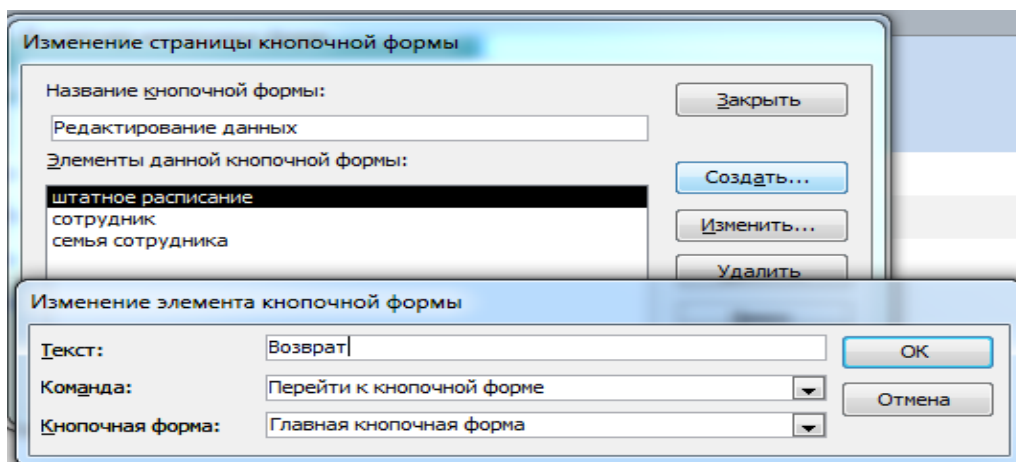 Изменение страницы кнопочной формы
Название кнопочной формы:
Закрыть
Редактирование данных
Элементы данной кнопочной формы:
Создать...
штатное расписание
сотрудник
Изменить...
семья сотрудника
Удалить
Изменение элемента кнопочной формы
Текст:
Возврат
ОК
Команда:
Перейти к кнопочной форме
Отмена
Кнопочная форма:
Главная кнопочная форма